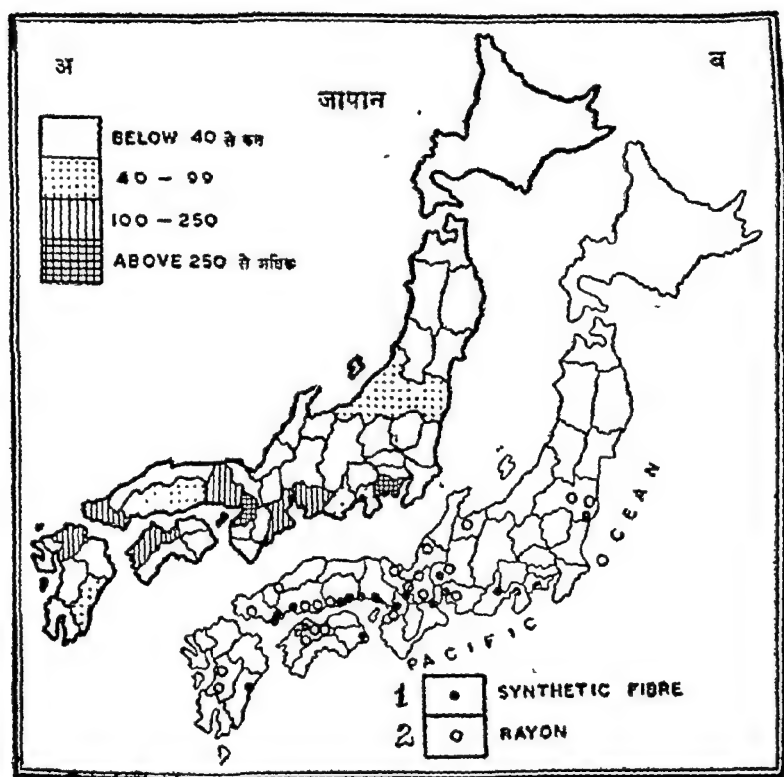 अ
ब
जापान
BELOW 40 से कम
40 - 99
100 - 250
ABOVE 250 से अधिक
PACIFIC OCEAN
1 SYNTHETIC FIBRE
2 RAYON